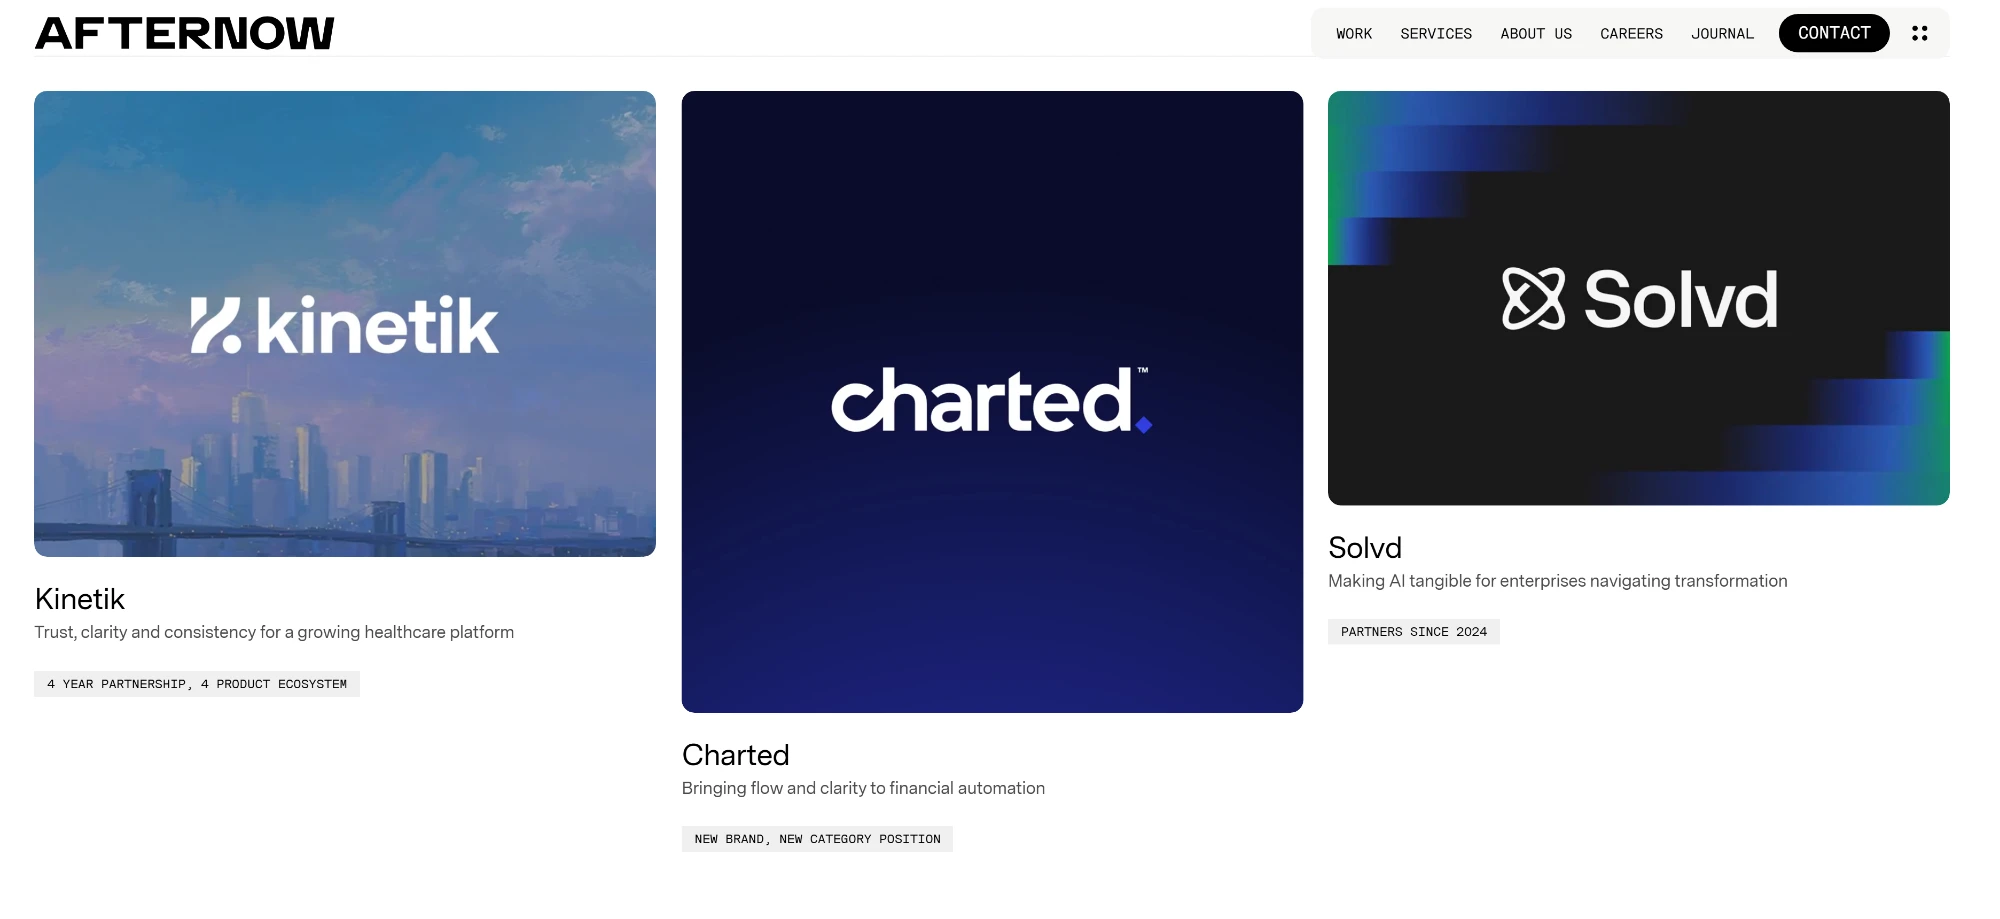 AFTERNOW
WORK SERVICES ABOUT US CAREERS JOURNAL CONTACT
kinetik
Kinetik
Trust, clarity and consistency for a growing healthcare platform
4 YEAR PARTNERSHIP, 4 PRODUCT ECOSYSTEM
charted.™
Charted
Bringing flow and clarity to financial automation
NEW BRAND, NEW CATEGORY POSITION
Solvd
Solvd
Making AI tangible for enterprises navigating transformation
PARTNERS SINCE 2024